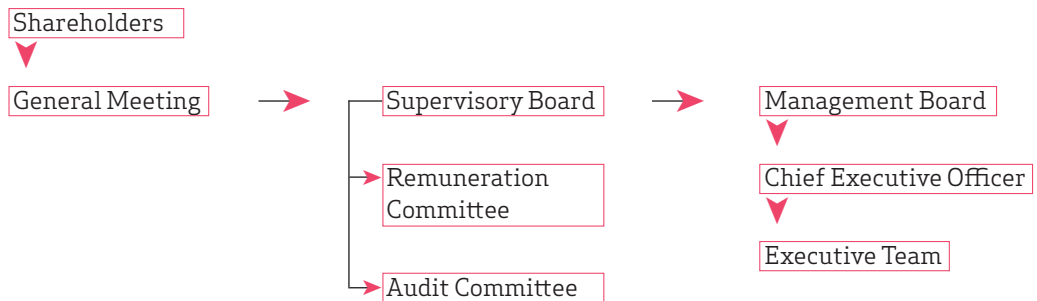 Shareholders
General Meeting
Supervisory Board
Remuneration
Committee
Audit Committee
Management Board
Chief Executive Officer
Executive Team